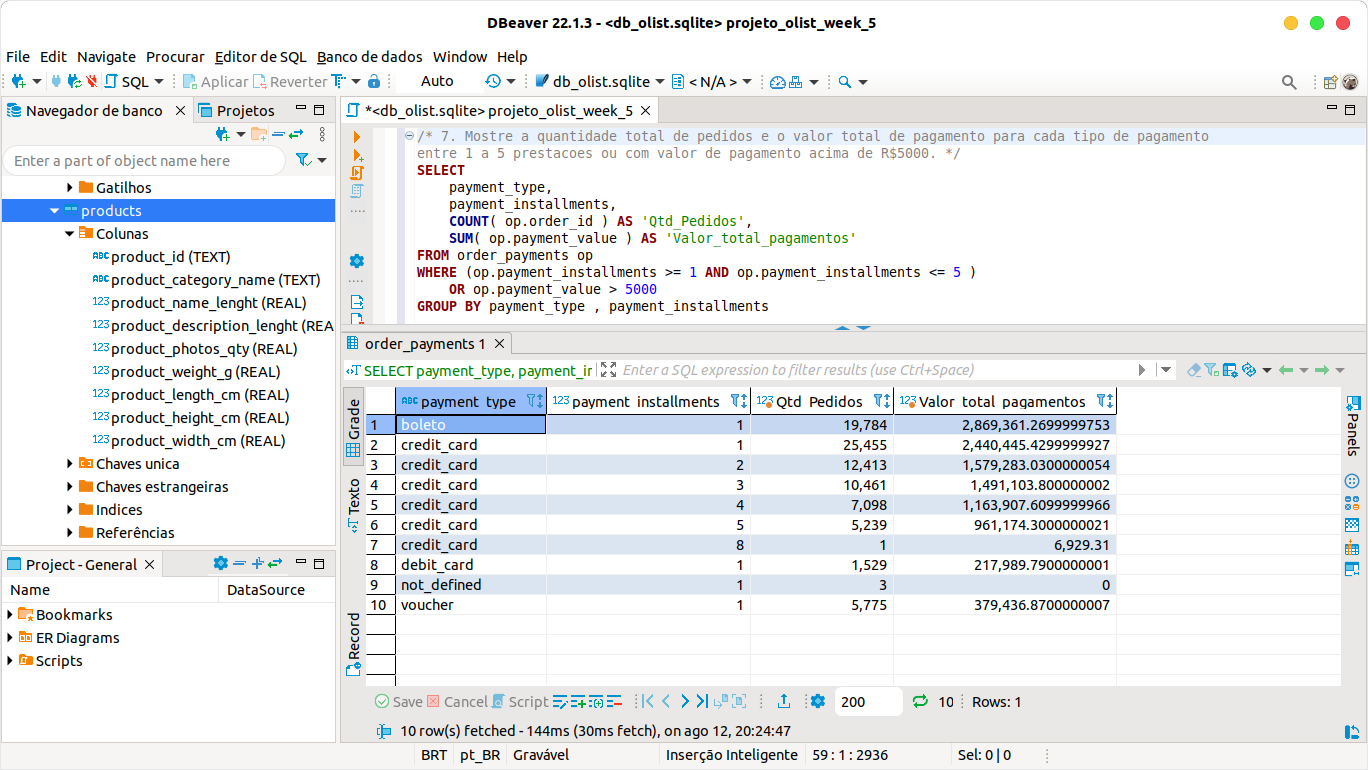 DBeaver 22.1.3 - <db_olist.sqlite> projeto_olist_week_5
File Edit Navigate Procurar Editor de SQL Banco de dados Window Help
SQL Aplicar Reverter Auto db_olist.sqlite < N/A >
Navegador de banco Projetos
Enter a part of object name here
Gatilhos
products
Colunas
ABC product_id (TEXT)
ABC product_category_name (TEXT)
123 product_name_lenght (REAL)
123 product_description_lenght (REA
123 product_photos_qty (REAL)
123 product_weight_g (REAL)
123 product_length_cm (REAL)
123 product_height_cm (REAL)
123 product_width_cm (REAL)
Chaves unica
Chaves estrangeiras
Indices
Referências
Project - General
Name DataSource
Bookmarks
ER Diagrams
Scripts
*<db_olist.sqlite> projeto_olist_week_5
/* 7. Mostre a quantidade total de pedidos e o valor total de pagamento para cada tipo de pagamento
entre 1 a 5 prestacoes ou com valor de pagamento acima de R$5000. */
SELECT
payment_type,
payment_installments,
COUNT( op.order_id ) AS 'Qtd_Pedidos',
SUM( op.payment_value ) AS 'Valor_total_pagamentos'
FROM order_payments op
WHERE (op.payment_installments >= 1 AND op.payment_installments <= 5 )
OR op.payment_value > 5000
GROUP BY payment_type , payment_installments
order_payments 1
SELECT payment_type, payment_ir Enter a SQL expression to filter results (use Ctrl+Space)
Grade
Texto
Record
ABC payment_type 123 payment_installments 123 Qtd_Pedidos 123 Valor_total_pagamentos
1 boleto 1 19,784 2,869,361.2699999753
2 credit_card 1 25,455 2,440,445.4299999927
3 credit_card 2 12,413 1,579,283.0300000054
4 credit_card 3 10,461 1,491,103.800000002
5 credit_card 4 7,098 1,163,907.6099999966
6 credit_card 5 5,239 961,174.3000000021
7 credit_card 8 1 6,929.31
8 debit_card 1 1,529 217,989.7900000001
9 not_defined 1 3 0
10 voucher 1 5,775 379,436.8700000007
Panels
Save Cancel Script 200 10 Rows: 1
10 row(s) fetched - 144ms (30ms fetch), on ago 12, 20:24:47
BRT pt_BR Gravável Inserção Inteligente 59 : 1 : 2936 Sel: 0 | 0